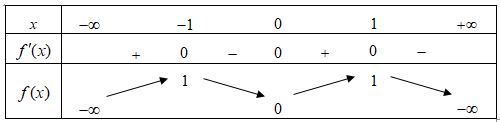 x −∞ −1 0 1 +∞
f′(x) + 0 − 0 + 0 −
1 1
f(x)
−∞ 0 −∞